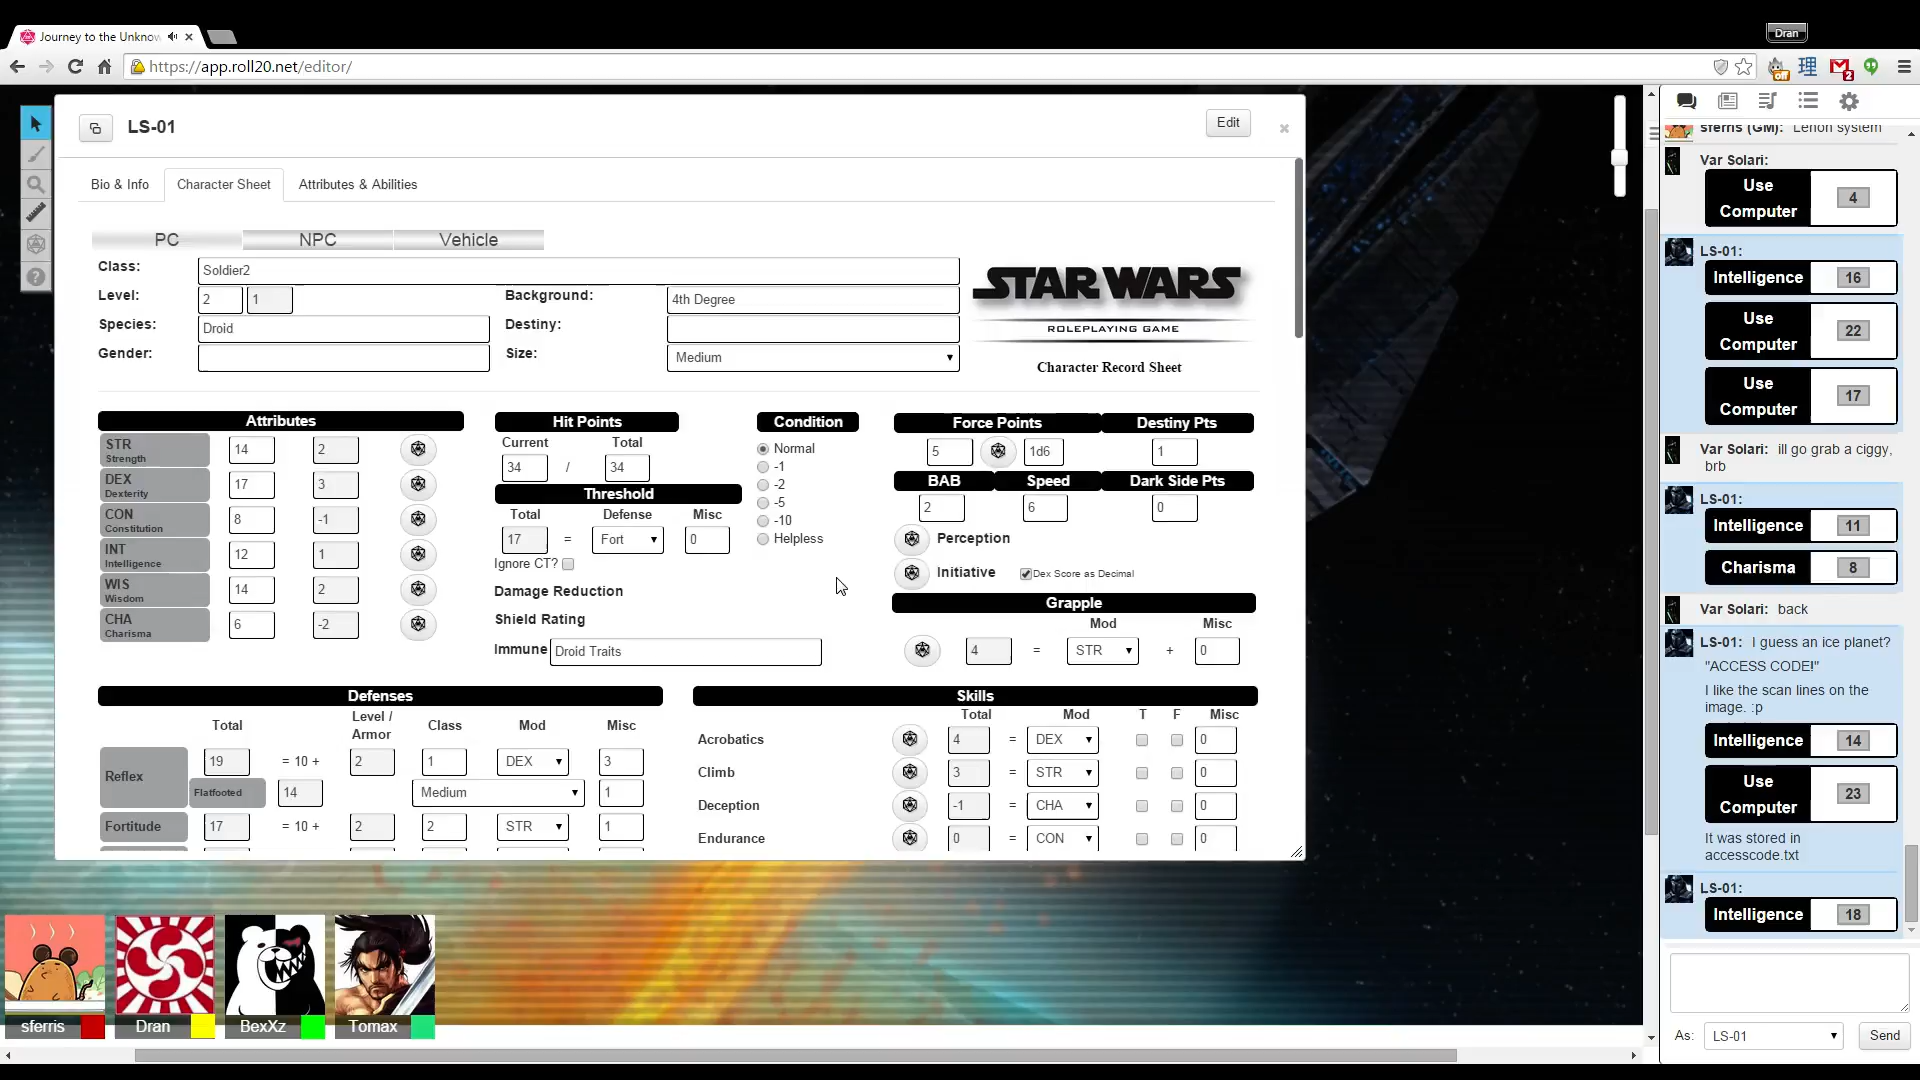 Journey to the Unknow
Dran
https://app.roll20.net/editor/
off
理
2
LS-01
Edit
Bio & Info
Character Sheet
Attributes & Abilities
PC
NPC
Vehicle
Class:
Soldier2
Level:
2
1
Background:
4th Degree
Species:
Droid
Destiny:
Gender:
Size:
Medium
STAR WARS
ROLEPLAYING GAME
Character Record Sheet
Attributes
STR
Strength
14
2
DEX
Dexterity
17
3
CON
Constitution
8
-1
INT
Intelligence
12
1
WIS
Wisdom
14
2
CHA
Charisma
6
-2
Hit Points
Current
Total
34
/
34
Threshold
Total
Defense
Misc
17
=
Fort
0
Ignore CT?
Damage Reduction
Shield Rating
Immune
Droid Traits
Condition
Normal
-1
-2
-5
-10
Helpless
Force Points
Destiny Pts
5
1d6
1
BAB
Speed
Dark Side Pts
2
6
0
Perception
Initiative
Dex Score as Decimal
Grapple
Mod
Misc
4
=
STR
+
0
Defenses
Total
Level / Armor
Class
Mod
Misc
Reflex
19
= 10 +
2
1
DEX
3
Flatfooted
14
Medium
1
Fortitude
17
= 10 +
2
2
STR
1
Skills
Total
Mod
T
F
Misc
Acrobatics
4
=
DEX
0
Climb
3
=
STR
0
Deception
-1
=
CHA
0
Endurance
0
=
CON
0
sferris
Dran
BexXz
Tomax
sferris (GM): Lenon system
Var Solari:
Use Computer
4
LS-01:
Intelligence
16
Use Computer
22
Use Computer
17
Var Solari: ill go grab a ciggy,
brb
LS-01:
Intelligence
11
Charisma
8
Var Solari: back
LS-01: I guess an ice planet?
"ACCESS CODE!"
I like the scan lines on the
image. :p
Intelligence
14
Use Computer
23
It was stored in
accesscode.txt
LS-01:
Intelligence
18
As:
LS-01
Send